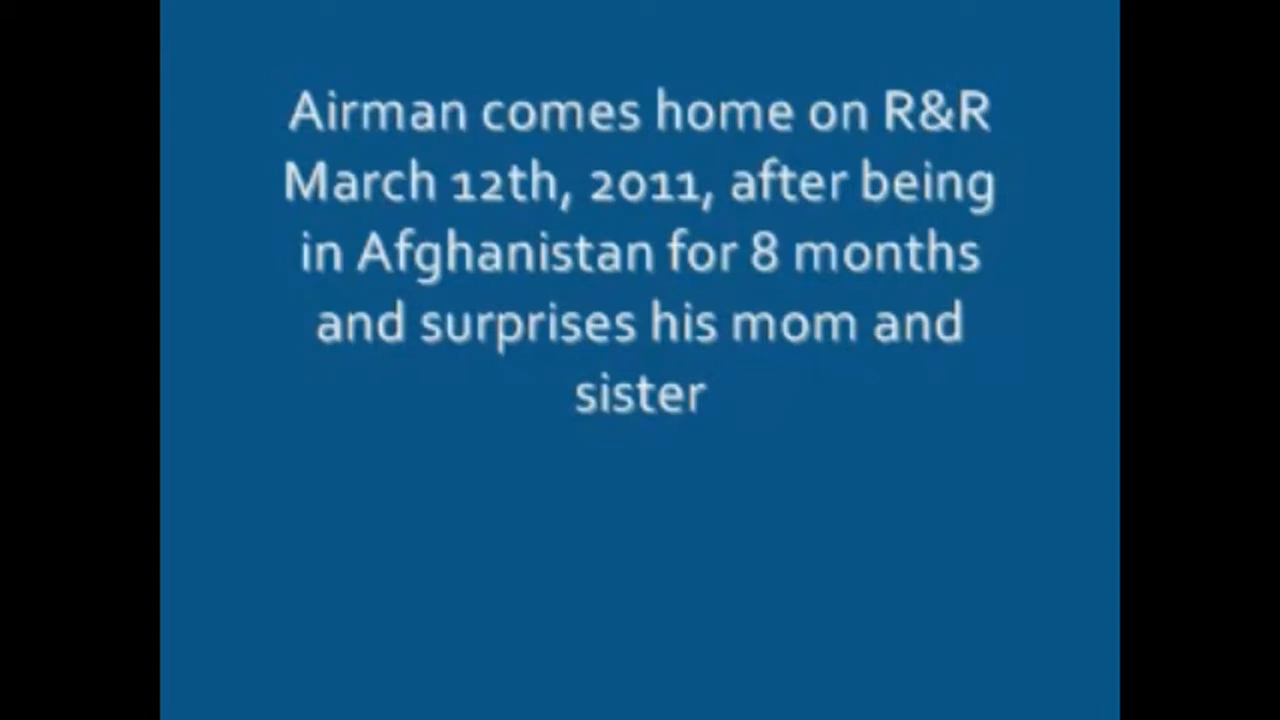 Airman comes home on R&R
March 12th, 2011, after being
in Afghanistan for 8 months
and surprises his mom and
sister